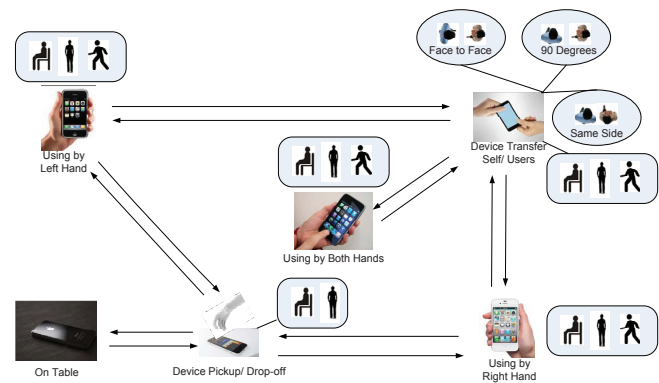 Face to Face
90 Degrees
Same Side
Using by
Left Hand
Device Transfer
Self/ Users
Using by Both Hands
On Table
Device Pickup/ Drop-off
Using by
Right Hand